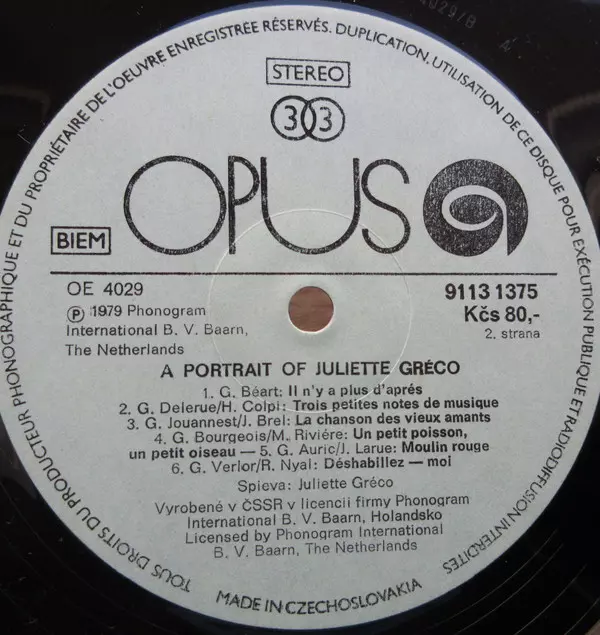 4029/B
4
TOUS DROITS DU PRODUCTEUR PHONOGRAPHIQUE ET DU PROPRIÉTAIRE DE L'OEUVRE ENREGISTRÉE RÉSERVÉS. DUPLICATION, UTILISATION DE CE DISQUE POUR EXÉCUTION PUBLIQUE ET RADIODIFFUSION INTERDITES
STEREO
33
OPUS
BIEM
OE 4029
9113 1375
Ⓟ 1979 Phonogram
Kčs 80,-
International B. V. Baarn,
2. strana
The Netherlands
A PORTRAIT OF JULIETTE GRÉCO
1. G. Béart: Il n'y a plus d'aprés
2. G. Delerue/H. Colpi: Trois petites notes de musique
3. G. Jouannest/J. Brel: La chanson des vieux amants
4. G. Bourgeois/M. Riviére: Un petit poisson,
un petit oiseau — 5. G. Auric/J. Larue: Moulin rouge
6. G. Verlor/R. Nyal: Déshabillez — moi
Spieva: Juliette Gréco
Vyrobené v ČSSR v licencii firmy Phonogram
International B. V. Baarn, Holandsko
Licensed by Phonogram International
B. V. Baarn, The Netherlands
MADE IN CZECHOSLOVAKIA